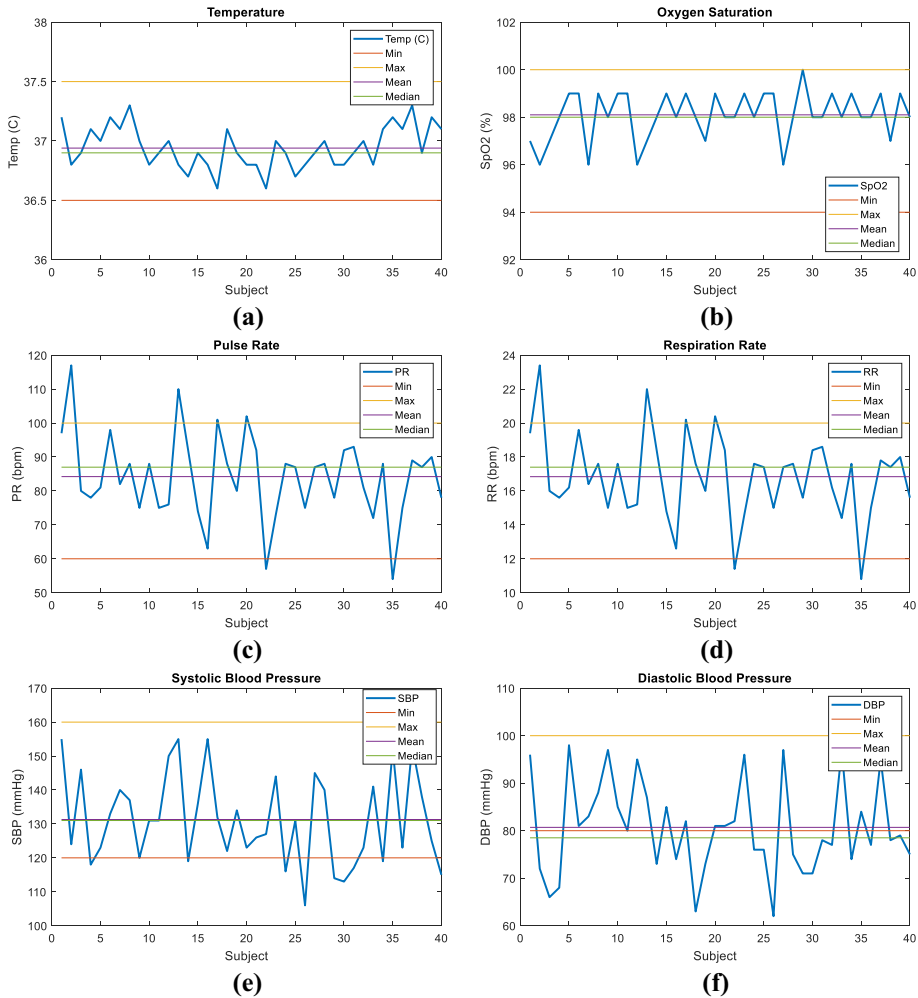 Temperature
38
37.5
37
36.5
36
Temp (C)
Temp (C)
Min
Max
Mean
Median
0 5 10 15 20 25 30 35 40
Subject
(a)
Oxygen Saturation
102
100
98
96
94
92
SpO2 (%)
SpO2
Min
Max
Mean
Median
0 5 10 15 20 25 30 35 40
Subject
(b)
Pulse Rate
120
110
100
90
80
70
60
50
PR (bpm)
PR
Min
Max
Mean
Median
0 5 10 15 20 25 30 35 40
Subject
(c)
Respiration Rate
24
22
20
18
16
14
12
10
RR (bpm)
RR
Min
Max
Mean
Median
0 5 10 15 20 25 30 35 40
Subject
(d)
Systolic Blood Pressure
170
160
150
140
130
120
110
100
SBP (mmHg)
SBP
Min
Max
Mean
Median
0 5 10 15 20 25 30 35 40
Subject
(e)
Diastolic Blood Pressure
110
100
90
80
70
60
DBP (mmHg)
DBP
Min
Max
Mean
Median
0 5 10 15 20 25 30 35 40
Subject
(f)